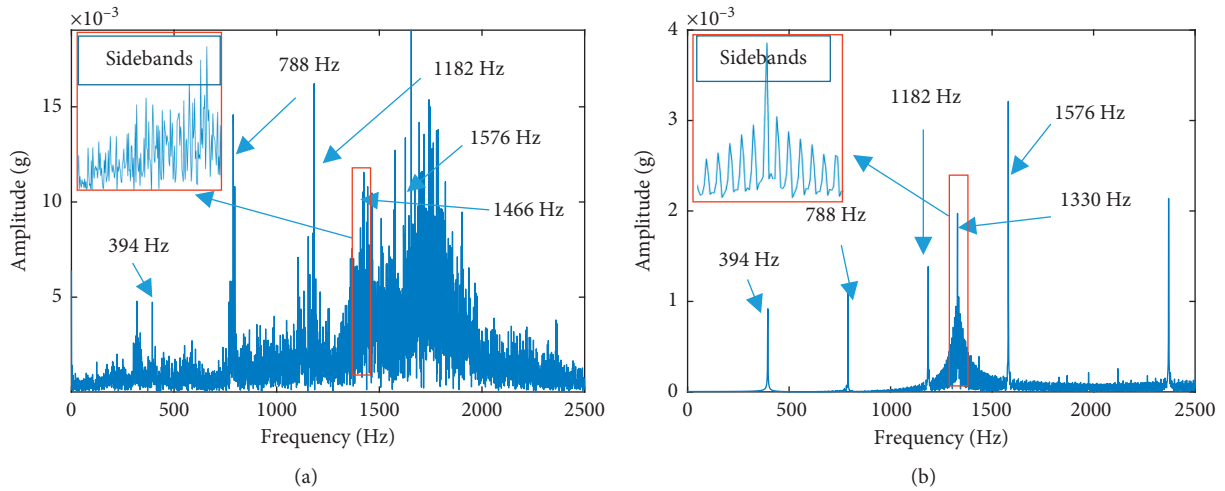 ×10−3
Sidebands
788 Hz
1182 Hz
1576 Hz
1466 Hz
394 Hz
Amplitude (g)
15
10
5
0
0
500
1000
1500
2000
2500
Frequency (Hz)
(a)
×10−3
Sidebands
1182 Hz
1576 Hz
1330 Hz
788 Hz
394 Hz
Amplitude (g)
4
3
2
1
0
0
500
1000
1500
2000
2500
Frequency (Hz)
(b)